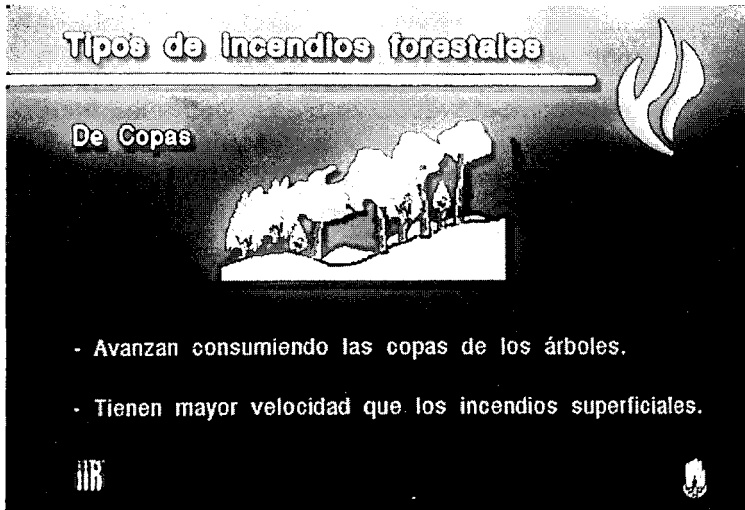 Tipos de incendios forestales
De Copas
- Avanzan consumiendo las copas de los árboles.
- Tienen mayor velocidad que los incendios superficiales.